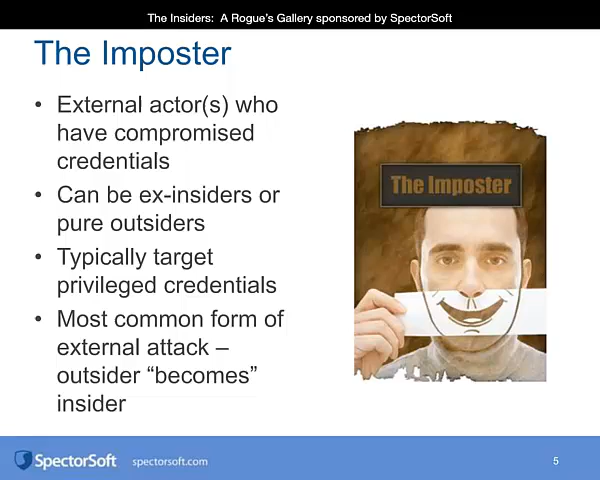 The Insiders: A Rogue’s Gallery sponsored by SpectorSoft
The Imposter
• External actor(s) who
have compromised
credentials
• Can be ex-insiders or
pure outsiders
• Typically target
privileged credentials
• Most common form of
external attack –
outsider “becomes”
insider
The Imposter
SpectorSoft spectorsoft.com 5